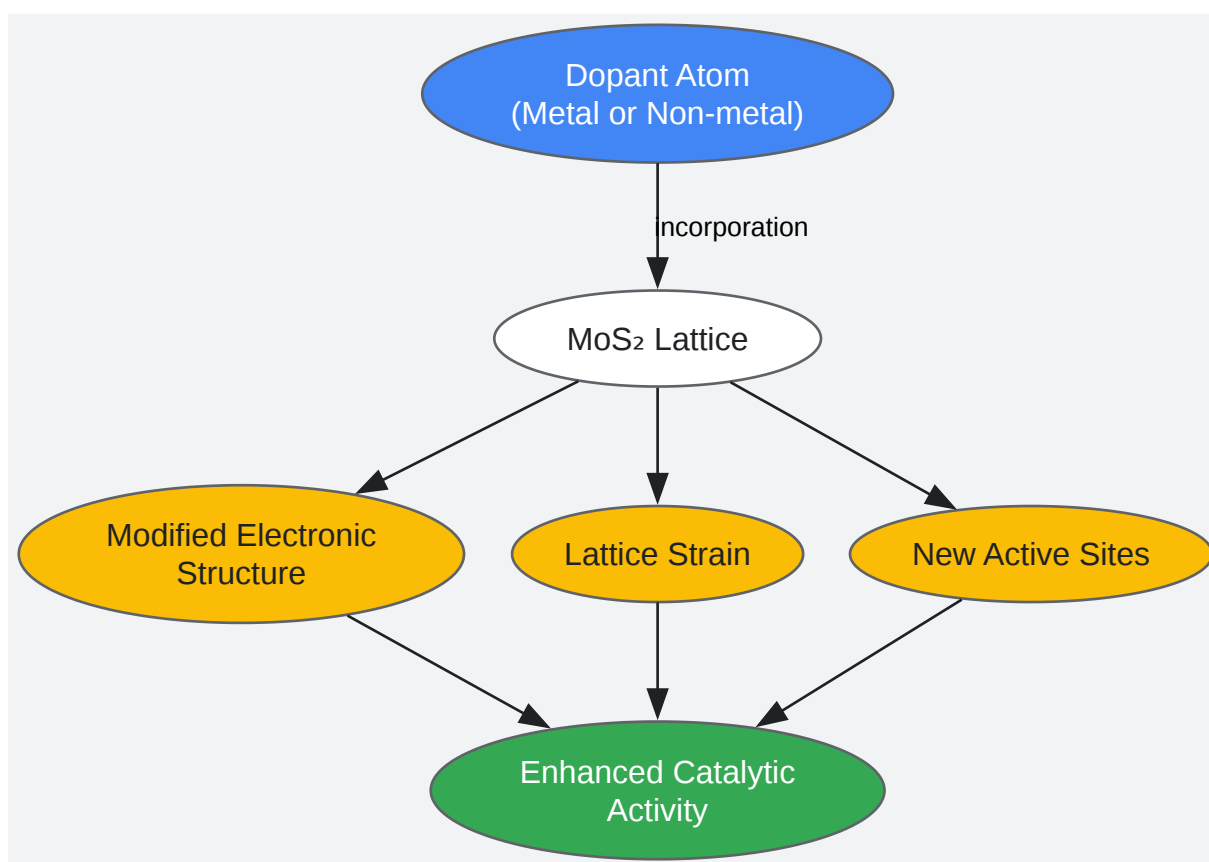 Dopant Atom
(Metal or Non-metal)
incorporation
MoS₂ Lattice
Modified Electronic
Structure
Lattice Strain
New Active Sites
Enhanced Catalytic
Activity